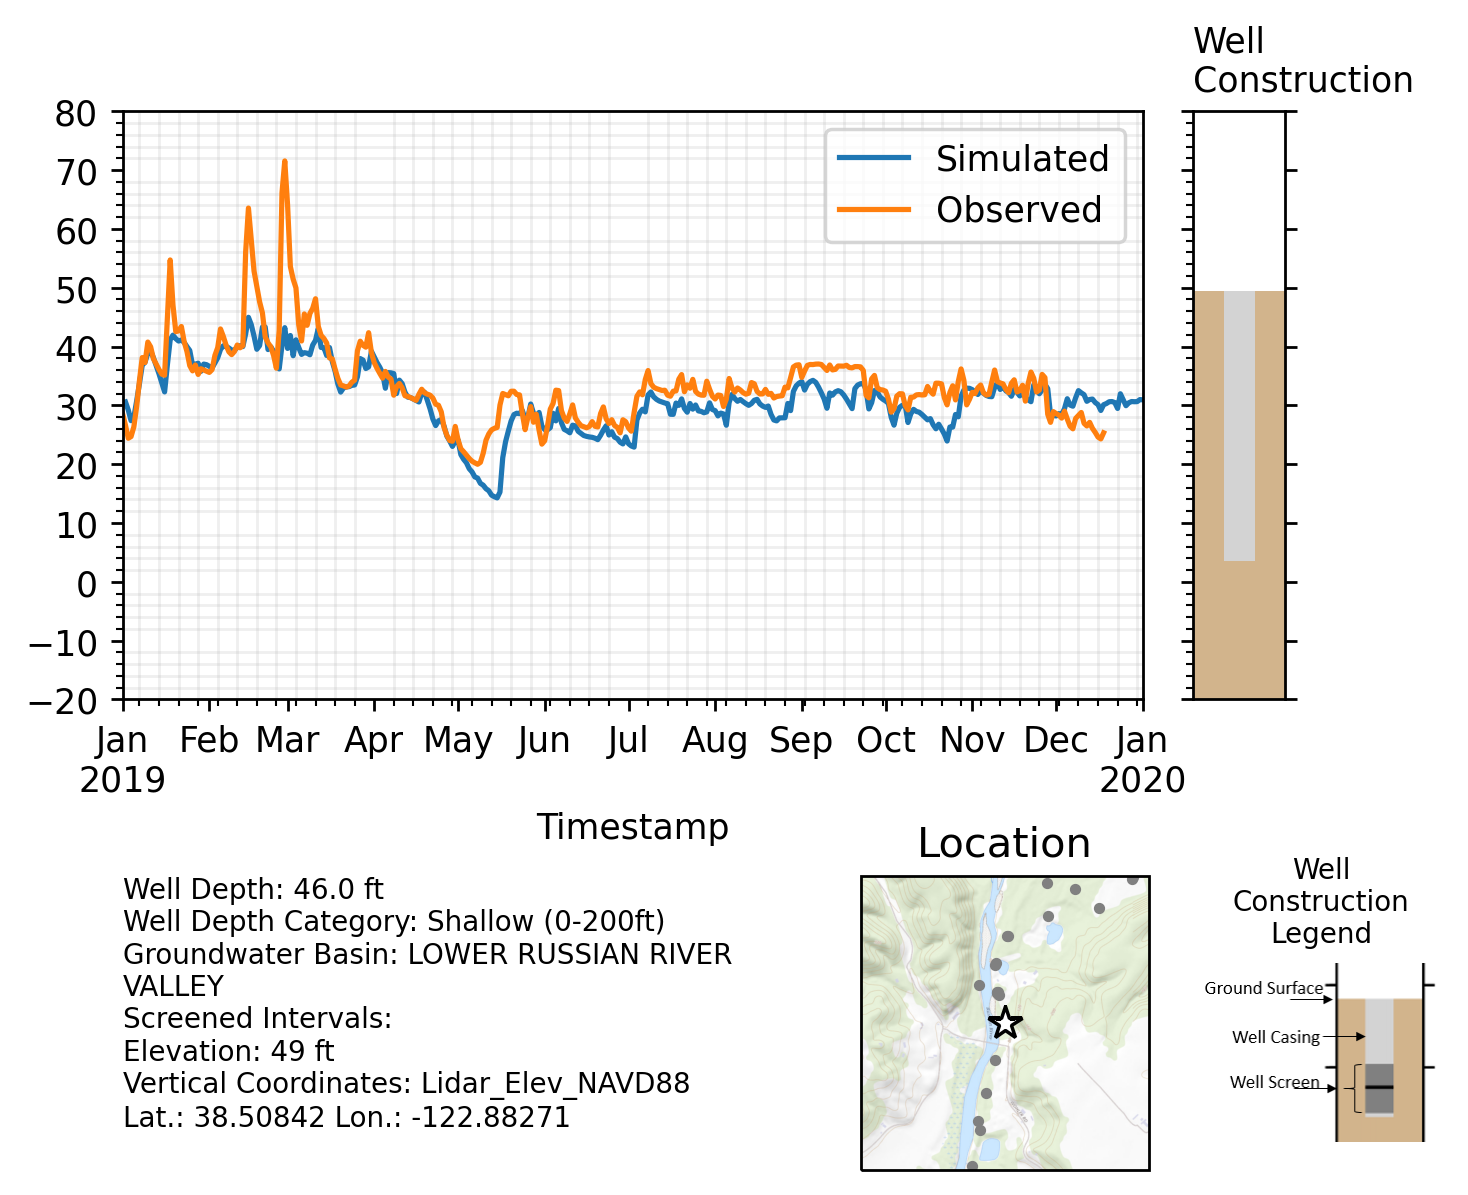 Well
Construction
80
70
60
50
40
30
20
10
0
−10
−20
Simulated
Observed
Jan Feb Mar Apr May Jun Jul Aug Sep Oct Nov Dec Jan
2019 2020
Timestamp
Well Depth: 46.0 ft
Well Depth Category: Shallow (0-200ft)
Groundwater Basin: LOWER RUSSIAN RIVER
VALLEY
Screened Intervals:
Elevation: 49 ft
Vertical Coordinates: Lidar_Elev_NAVD88
Lat.: 38.50842 Lon.: -122.88271
Location
Well
Construction
Legend
Ground Surface
Well Casing
Well Screen